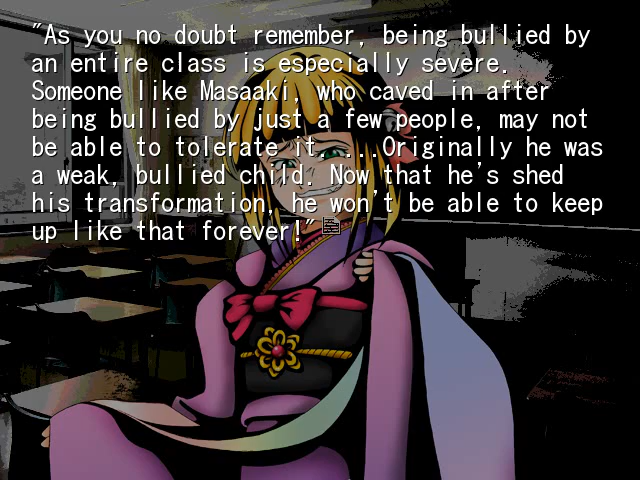 "As you no doubt remember, being bullied by
an entire class is especially severe.
Someone like Masaaki, who caved in after
being bullied by just a few people, may not
be able to tolerate it. ...Originally he was
a weak, bullied child. Now that he's shed
his transformation, he won't be able to keep
up like that forever!"